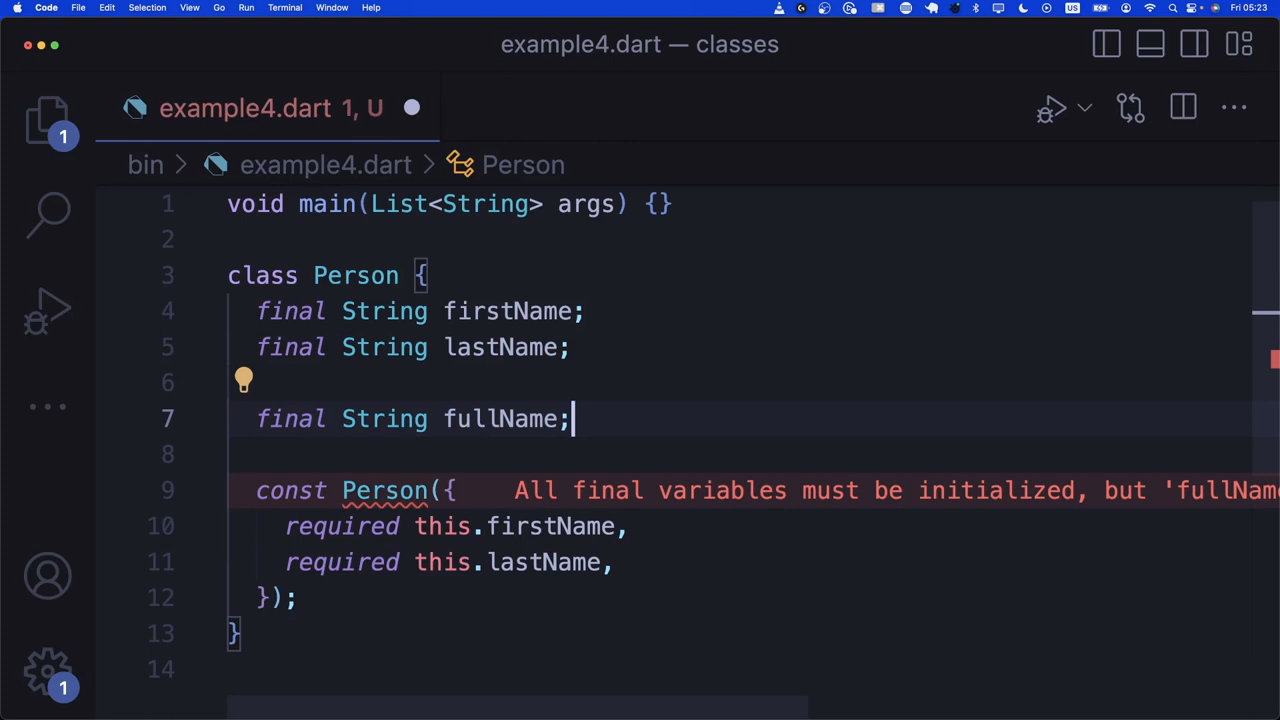 Code File Edit Selection View Go Run Terminal Window Help US Fri 05:23
example4.dart — classes
example4.dart 1, U
bin > example4.dart > Person
1 void main(List<String> args) {}
2
3 class Person {
4 final String firstName;
5 final String lastName;
6
7 final String fullName;
8
9 const Person({ All final variables must be initialized, but 'fullName
10 required this.firstName,
11 required this.lastName,
12 });
13 }
14
1
1